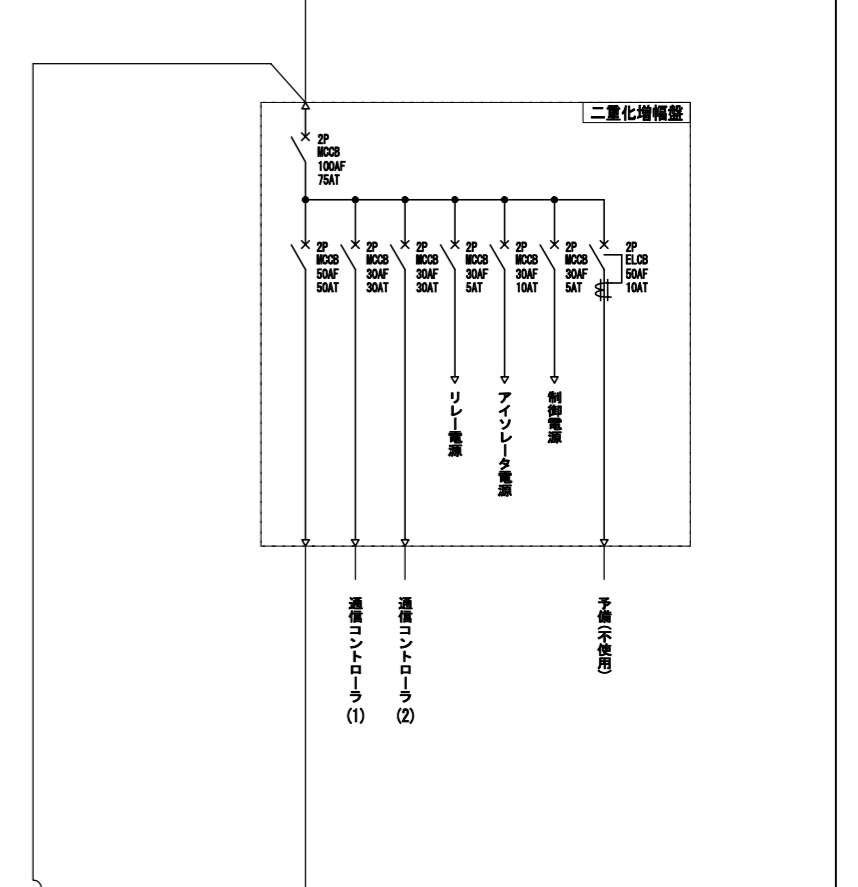 二重化増幅盤
2P
MCCB
100AF
75AT
2P
MCCB
50AF
50AT
2P
MCCB
30AF
30AT
2P
MCCB
30AF
30AT
2P
MCCB
30AF
5AT
2P
MCCB
30AF
10AT
2P
MCCB
30AF
5AT
2P
ELCB
50AF
10AT
リレー電源
アイソレータ電源
制御電源
通信コントローラ(1)
通信コントローラ(2)
予備(不使用)